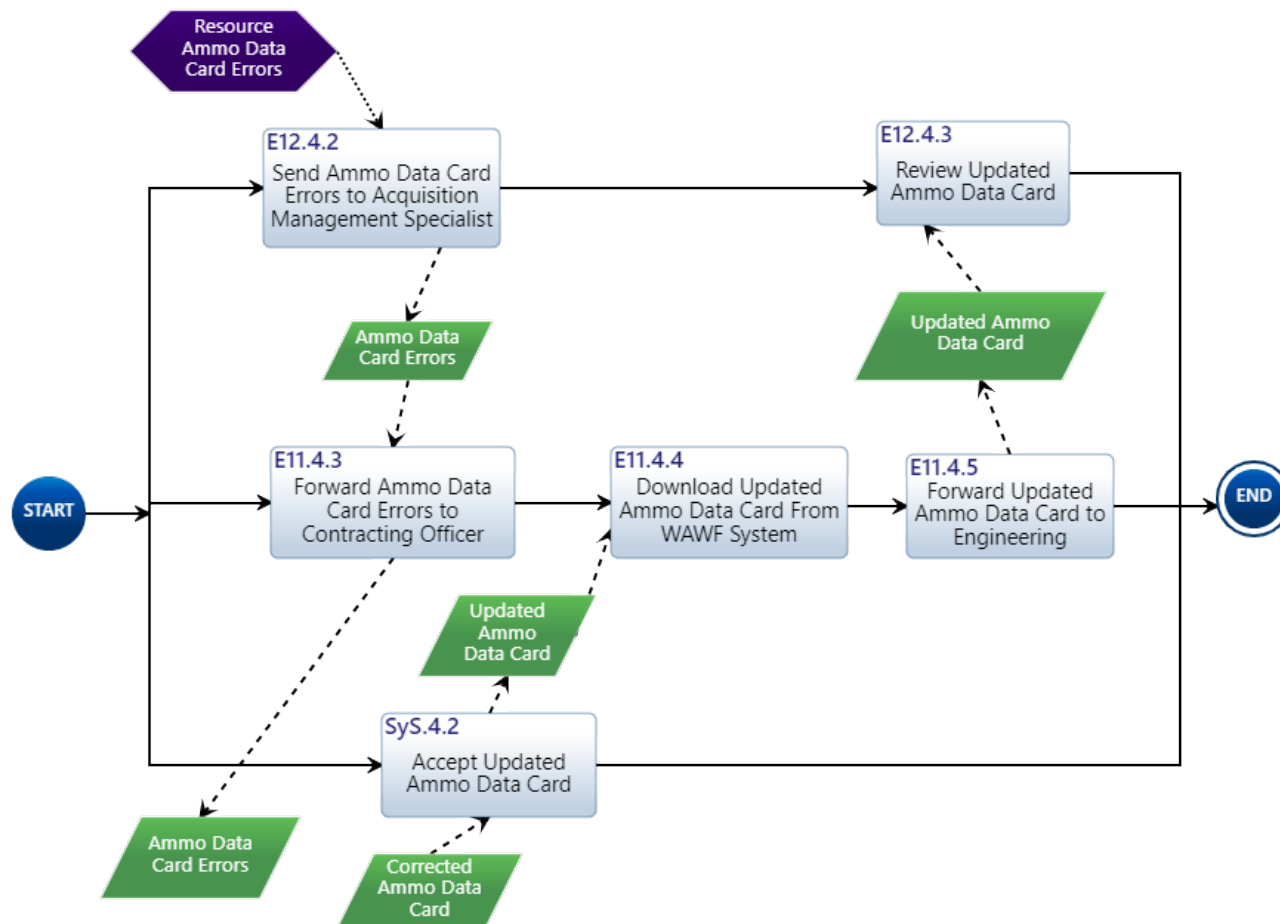 Resource
Ammo Data
Card Errors
E12.4.2
Send Ammo Data Card
Errors to Acquisition
Management Specialist
E12.4.3
Review Updated
Ammo Data Card
Ammo Data
Card Errors
Updated Ammo
Data Card
START
E11.4.3
Forward Ammo Data
Card Errors to
Contracting Officer
E11.4.4
Download Updated
Ammo Data Card From
WAWF System
E11.4.5
Forward Updated
Ammo Data Card to
Engineering
END
Updated
Ammo
Data Card
SyS.4.2
Accept Updated
Ammo Data Card
Ammo Data
Card Errors
Corrected
Ammo Data
Card